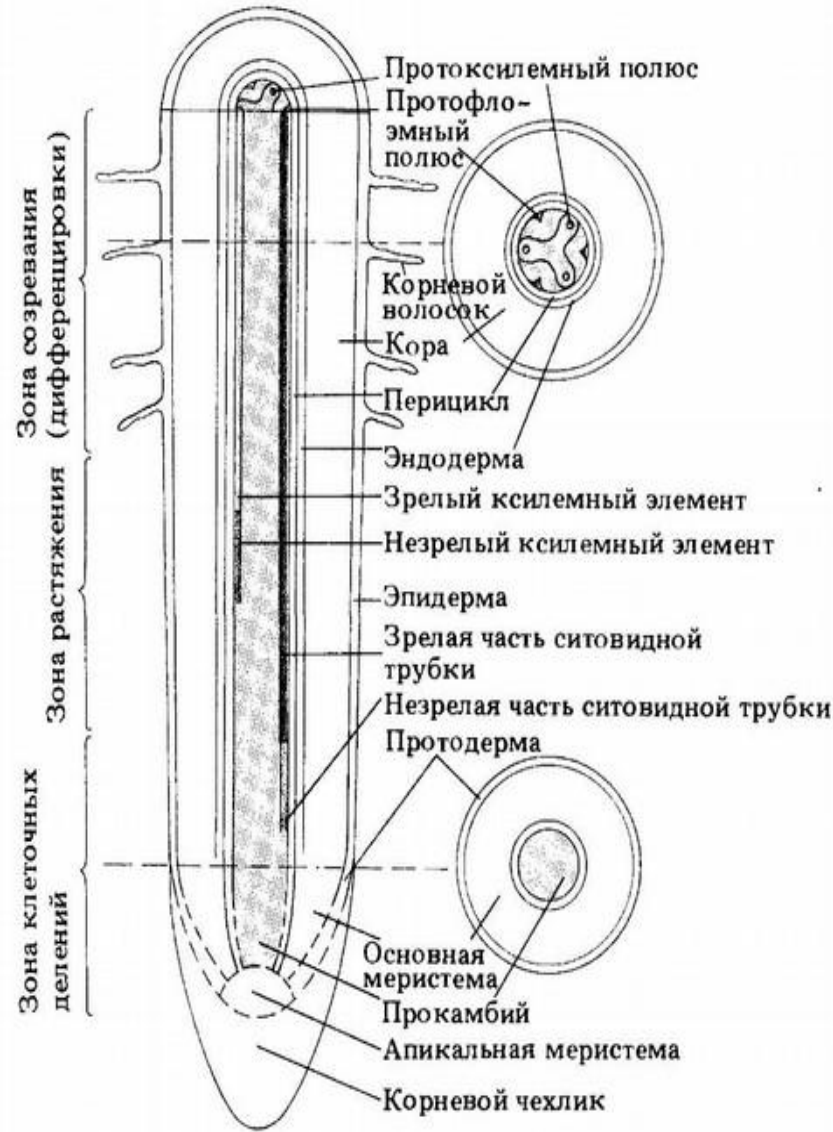 Протоксилемный полюс
Протофло-
эмный
полюс
Корневой
волосок
Кора
Перицикл
Эндодерма
Зрелый ксилемный элемент
Незрелый ксилемный элемент
Эпидерма
Зрелая часть ситовидной
трубки
Незрелая часть ситовидной трубки
Протодерма
Основная
меристема
Прокамбий
Апикальная меристема
Корневой чехлик
Зона созревания
(дифференцировки)
Зона растяжения
Зона клеточных
делений